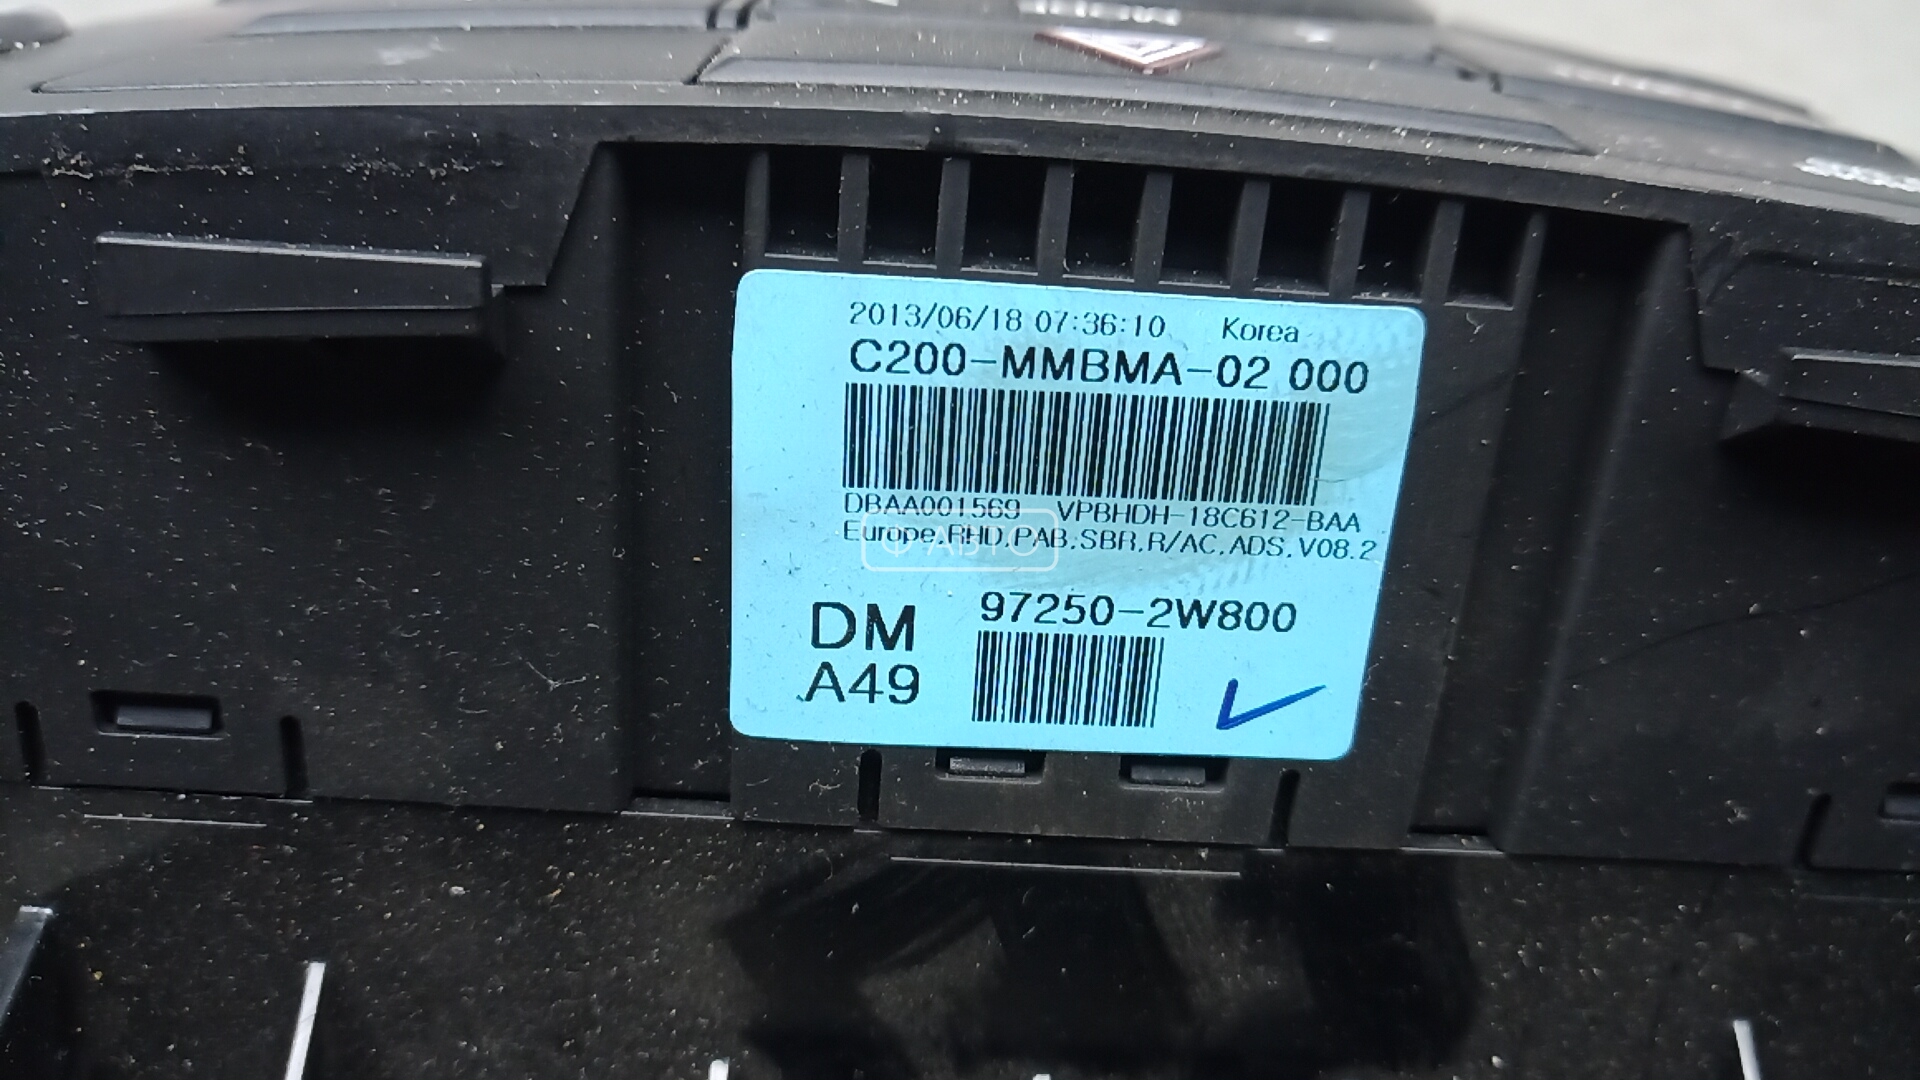 2013/06/18 07:36:10 Korea
C200-MMBMA-02 000
DBAA001569 VPBHDH-18C612-BAA
Europe,RHD,PAB,SBR,R/AC,ADS,V08.2
Ф АВТО
DM 97250-2W800
A49